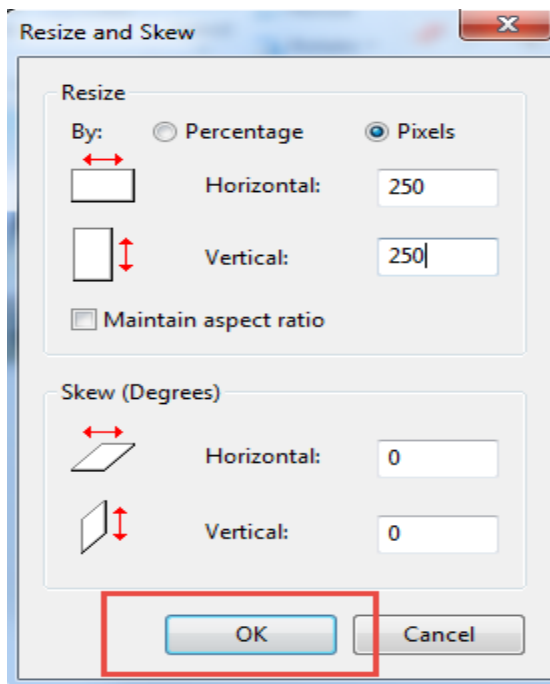 Resize and Skew
Resize
By: Percentage Pixels
Horizontal: 250
Vertical: 250
Maintain aspect ratio
Skew (Degrees)
Horizontal: 0
Vertical: 0
OK Cancel